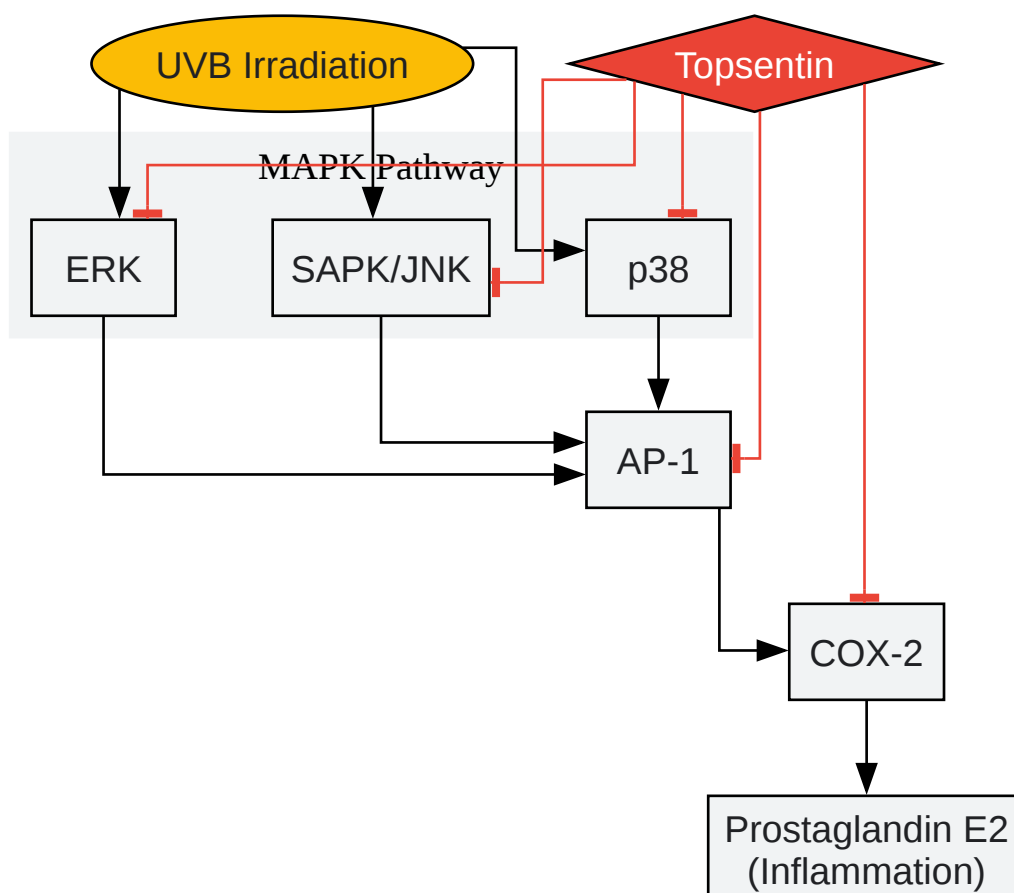 UVB Irradiation
Topsentin
MAPK Pathway
ERK
SAPK/JNK
p38
AP-1
COX-2
Prostaglandin E2
(Inflammation)